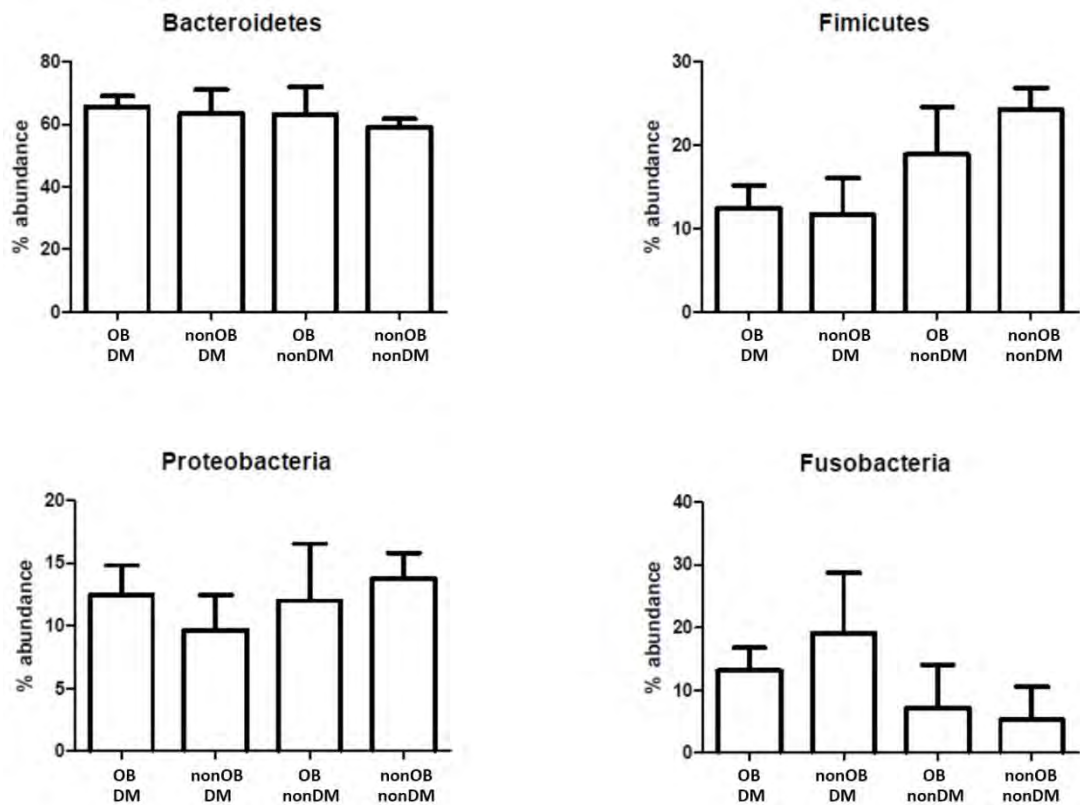 Bacteroidetes
80
60
40
20
0
% abundance
OB
DM
nonOB
DM
OB
nonDM
nonOB
nonDM
Fimicutes
30
20
10
0
% abundance
OB
DM
nonOB
DM
OB
nonDM
nonOB
nonDM
Proteobacteria
20
15
10
5
0
% abundance
OB
DM
nonOB
DM
OB
nonDM
nonOB
nonDM
Fusobacteria
40
30
20
10
0
% abundance
OB
DM
nonOB
DM
OB
nonDM
nonOB
nonDM